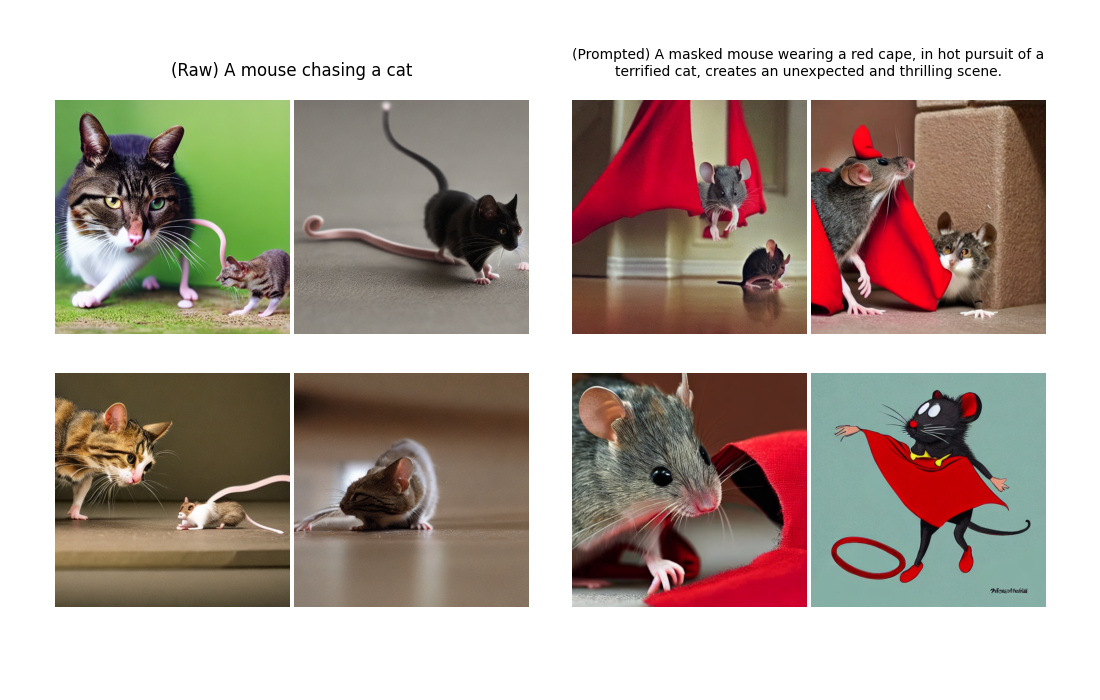 (Raw) A mouse chasing a cat
(Prompted) A masked mouse wearing a red cape, in hot pursuit of a
terrified cat, creates an unexpected and thrilling scene.